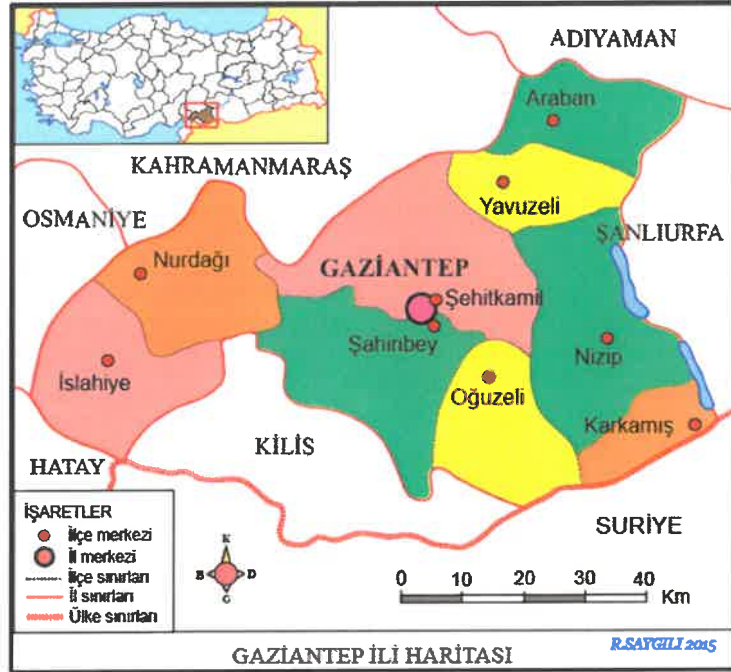 ADIYAMAN
Araban
KAHRAMANMARAŞ
Yavuzeli
OSMANİYE
ŞANLIURFA
Nurdağı
GAZİANTEP
Şehitkamil
Şahinbey
Nizip
İslahiye
Oğuzeli
Karkamış
KİLİS
HATAY
SURİYE
İŞARETLER
İlçe merkezi
İl merkezi
İlçe sınırları
İl sınırları
Ülke sınırları
K
B D
G
0 10 20 30 40
Km
GAZİANTEP İLİ HARİTASI
R.SAYGILI 2015